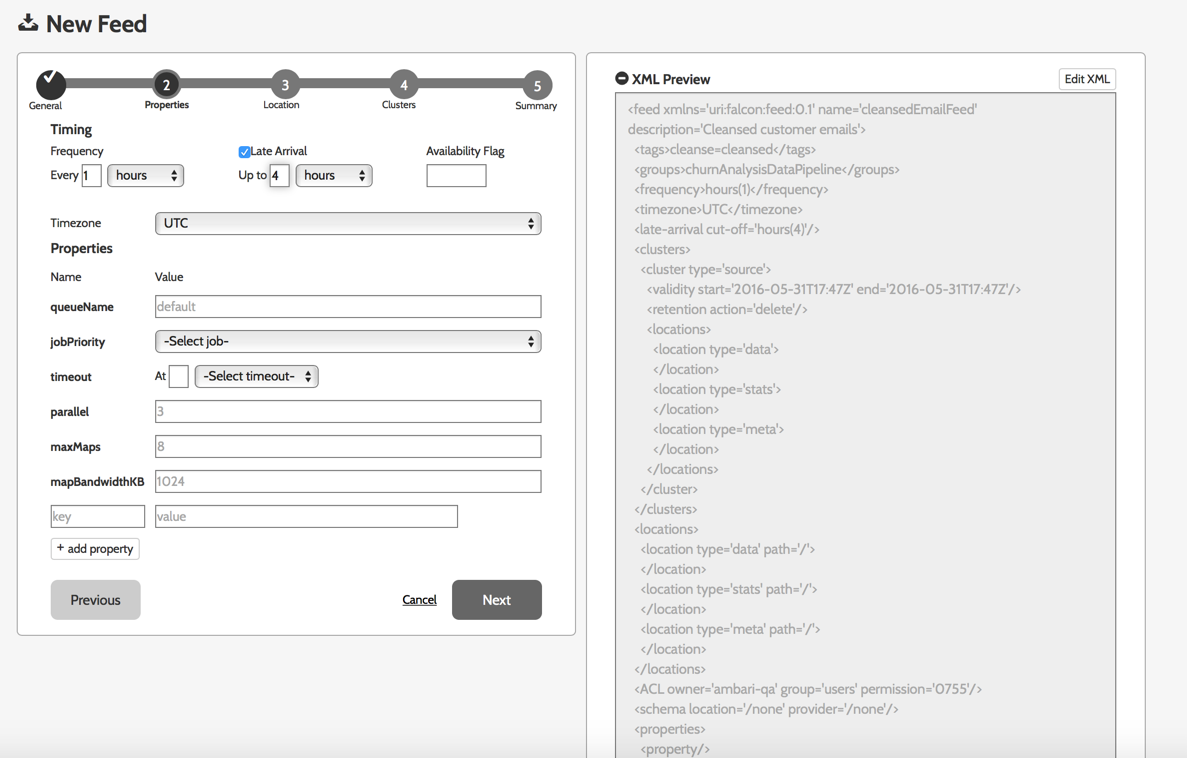 New Feed
2
3
4
5
General
Properties
Location
Clusters
Summary
Timing
Frequency
Late Arrival
Availability Flag
Every 1 hours
Up to 4 hours
Timezone
UTC
Properties
Name Value
queueName default
jobPriority -Select job-
timeout At -Select timeout-
parallel 3
maxMaps 8
mapBandwidthKB 1024
key value
+ add property
Previous
Cancel
Next
XML Preview
Edit XML
<feed xmlns='uri:falcon:feed:0.1' name='cleansedEmailFeed'
description='Cleansed customer emails'>
<tags>cleanse=cleansed</tags>
<groups>churnAnalysisDataPipeline</groups>
<frequency>hours(1)</frequency>
<timezone>UTC</timezone>
<late-arrival cut-off='hours(4)'/>
<clusters>
<cluster type='source'>
<validity start='2016-05-31T17:47Z' end='2016-05-31T17:47Z'/>
<retention action='delete'/>
<locations>
<location type='data'>
</location>
<location type='stats'>
</location>
<location type='meta'>
</location>
</locations>
</cluster>
</clusters>
<locations>
<location type='data' path='/'>
</location>
<location type='stats' path='/'>
</location>
<location type='meta' path='/'>
</location>
</locations>
<ACL owner='ambari-qa' group='users' permission='0755'/>
<schema location='/none' provider='/none'/>
<properties>
<property/>